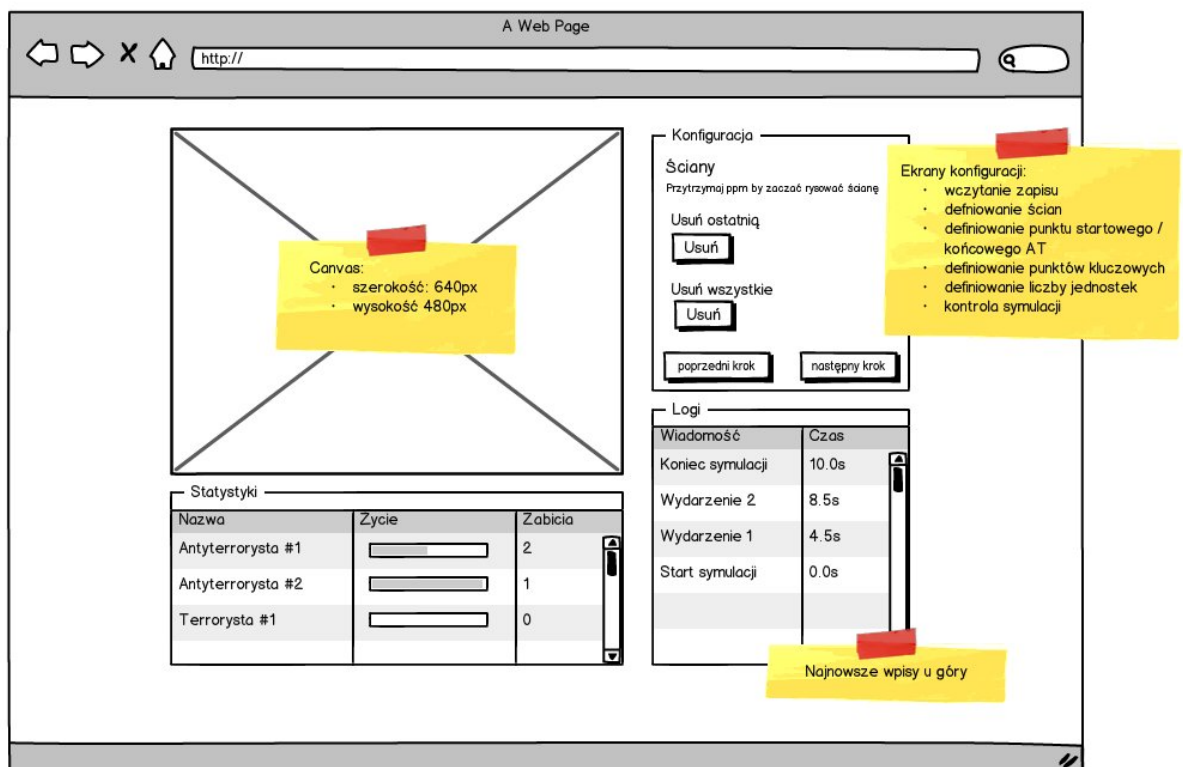 A Web Page
http://
Canvas:
· szerokość: 640px
· wysokość 480px
Konfiguracja
Ściany
Przytrzymaj ppm by zaczać rysować ścianę
Usuń ostatnią
Usuń
Usuń wszystkie
Usuń
poprzedni krok następny krok
Ekrany konfiguracji:
· wczytanie zapisu
· defniowanie ścian
· definiowanie punktu startowego /
końcowego AT
· definiowanie punktów kluczowych
· definiowanie liczby jednostek
· kontrola symulacji
Statystyki
Nazwa Życie Zabicia
Antyterrorysta #1 2
Antyterrorysta #2 1
Terrorysta #1 0
Logi
Wiadomość Czas
Koniec symulacji 10.0s
Wydarzenie 2 8.5s
Wydarzenie 1 4.5s
Start symulacji 0.0s
Najnowsze wpisy u góry